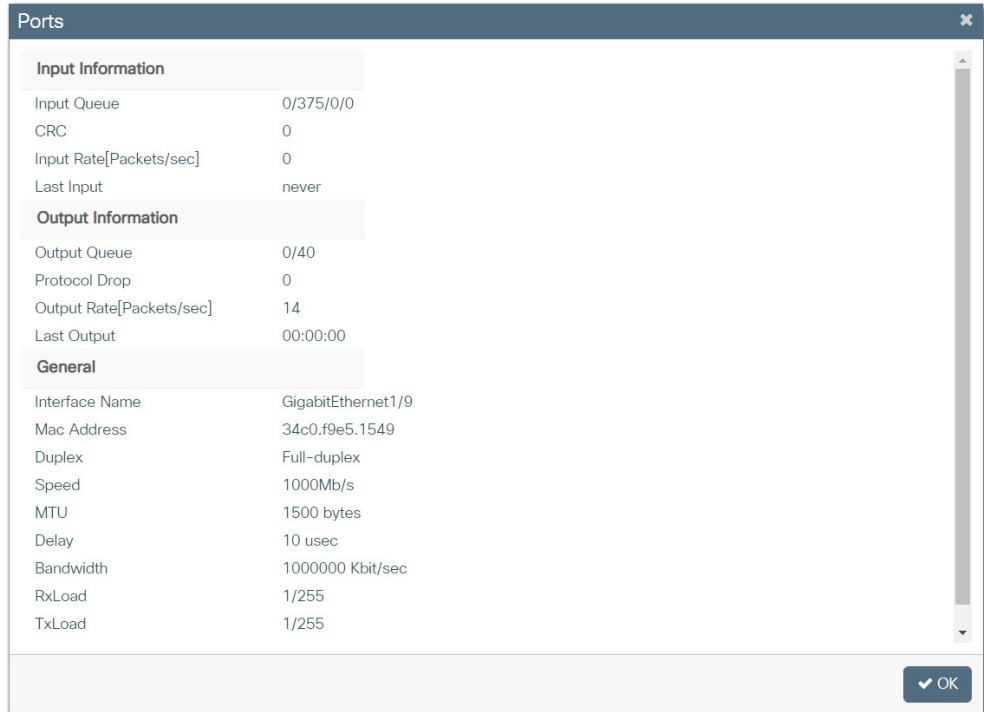 Ports
Input Information
Input Queue 0/375/0/0
CRC 0
Input Rate[Packets/sec] 0
Last Input never
Output Information
Output Queue 0/40
Protocol Drop 0
Output Rate[Packets/sec] 14
Last Output 00:00:00
General
Interface Name GigabitEthernet1/9
Mac Address 34c0.f9e5.1549
Duplex Full-duplex
Speed 1000Mb/s
MTU 1500 bytes
Delay 10 usec
Bandwidth 1000000 Kbit/sec
RxLoad 1/255
TxLoad 1/255
OK